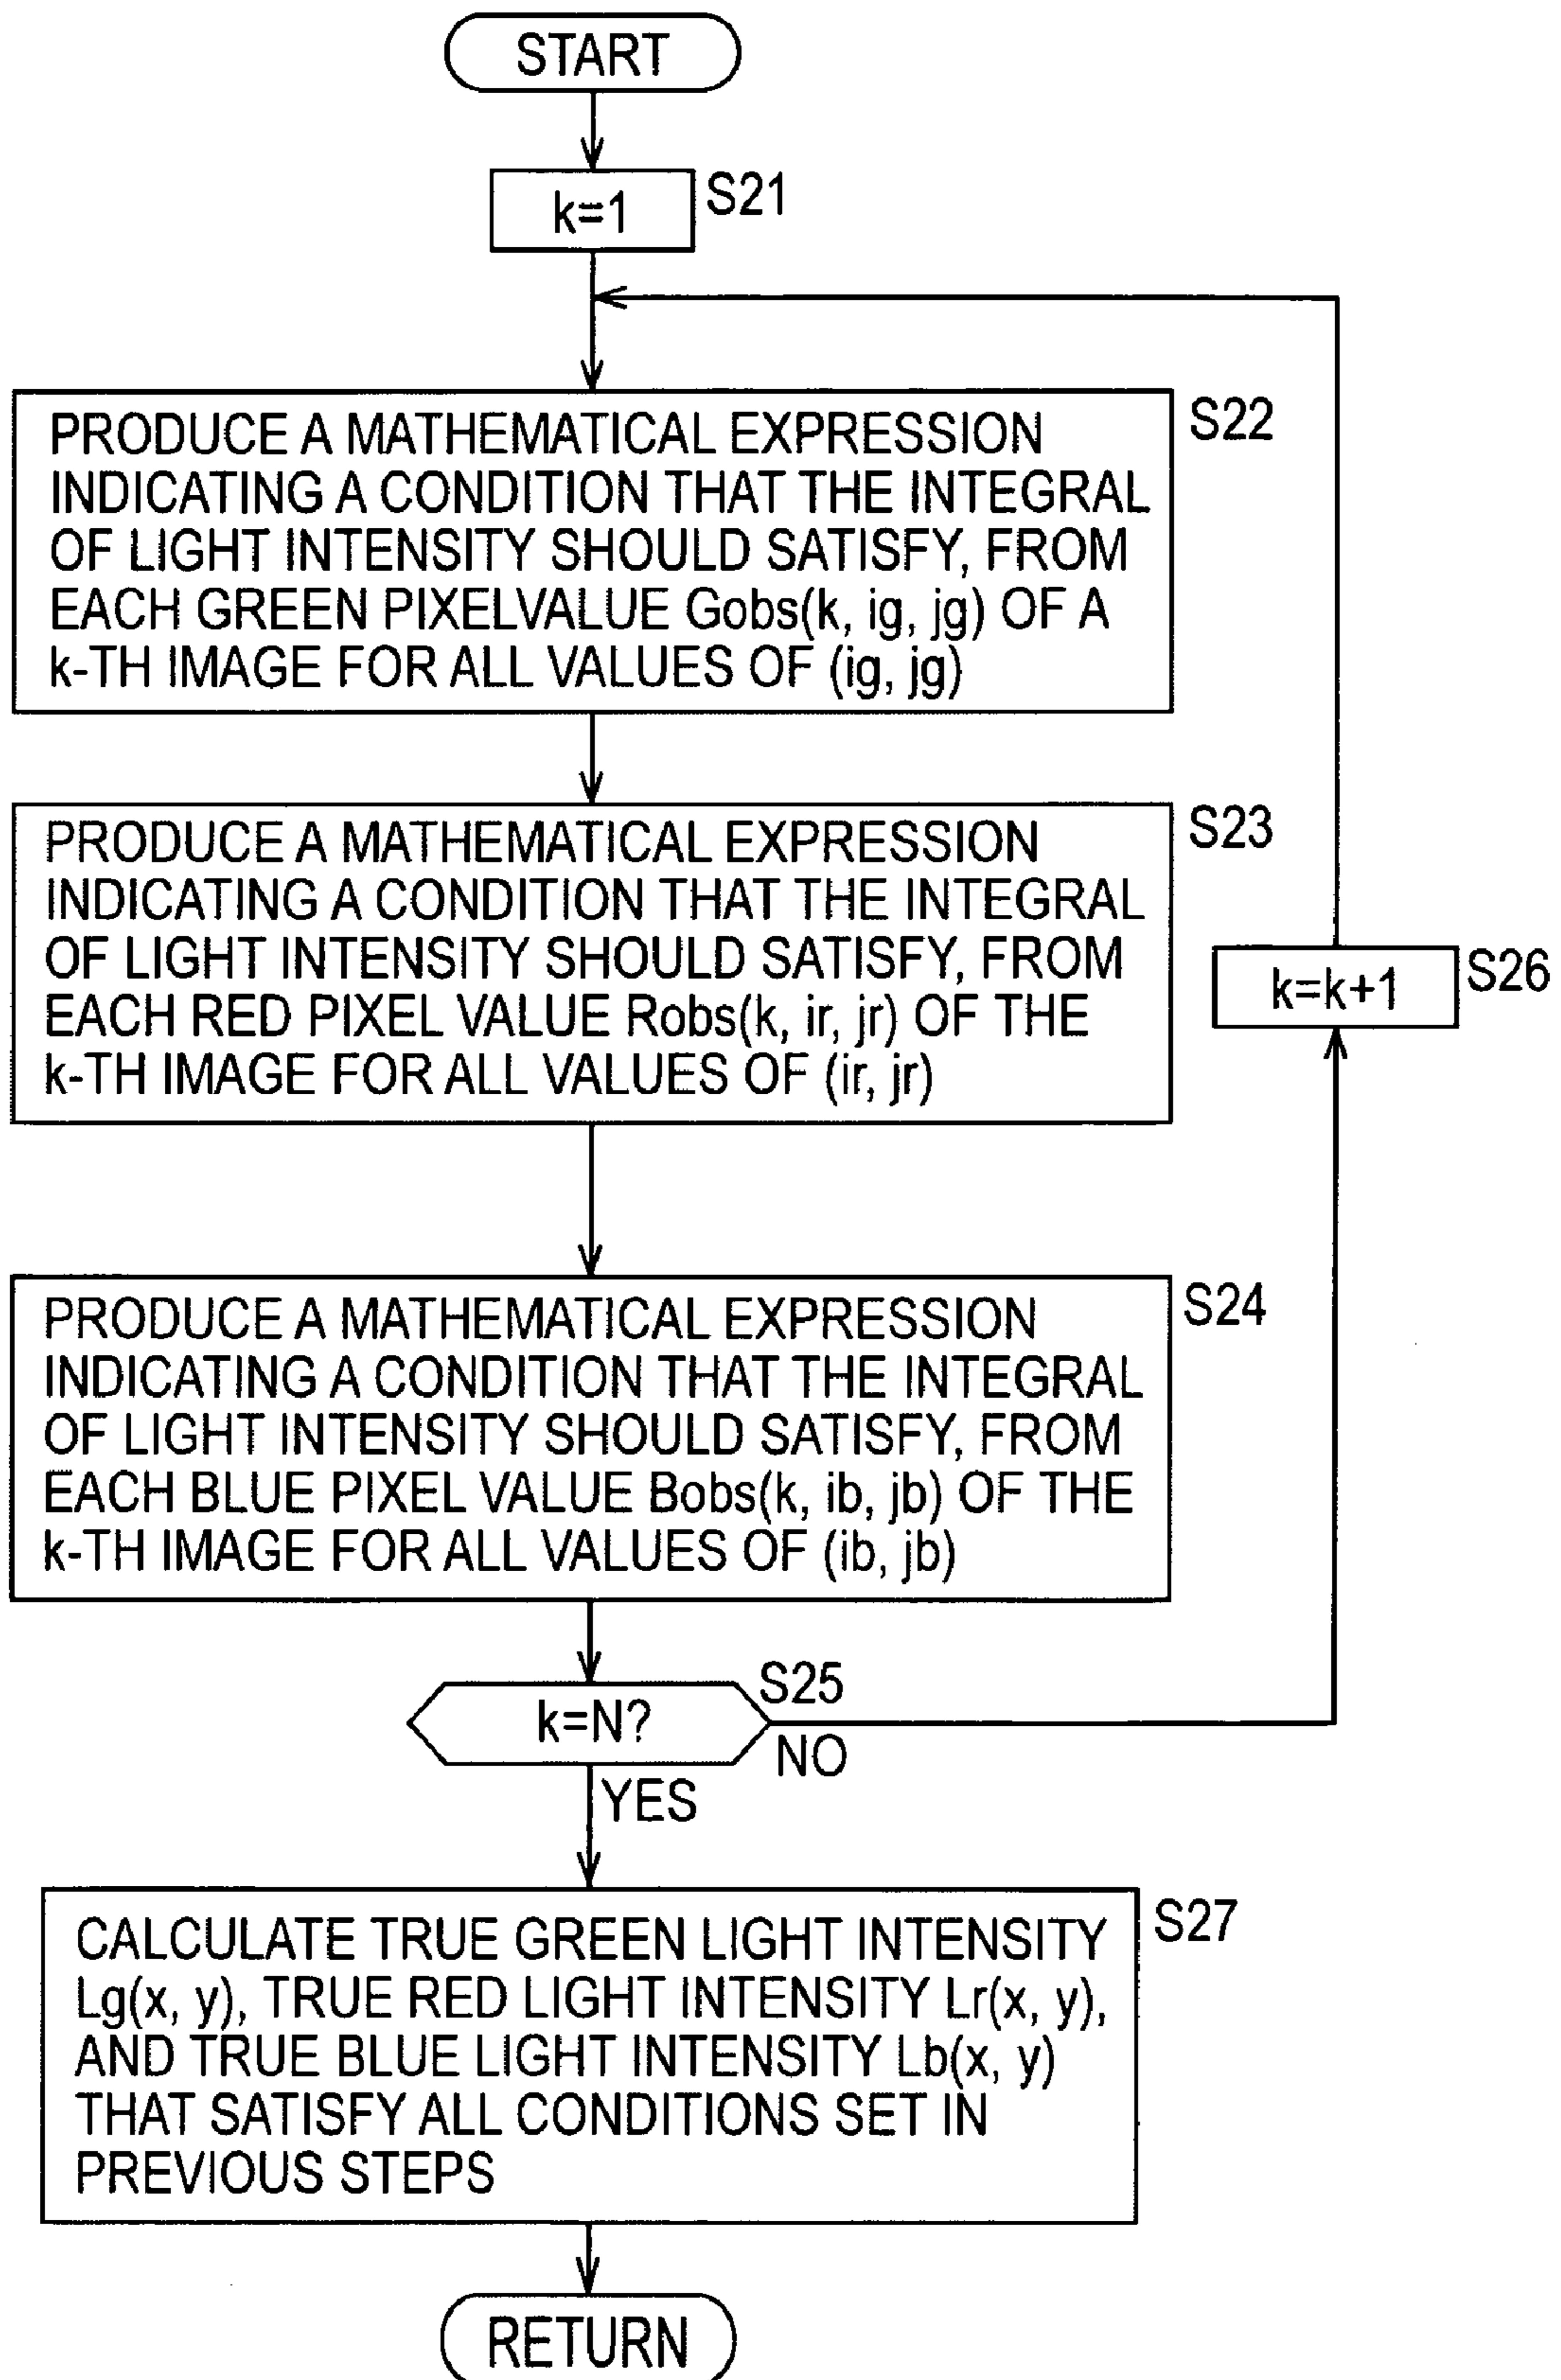 START
k=1
S21
PRODUCE A MATHEMATICAL EXPRESSION
INDICATING A CONDITION THAT THE INTEGRAL
OF LIGHT INTENSITY SHOULD SATISFY, FROM
EACH GREEN PIXELVALUE Gobs(k, ig, jg) OF A
k-TH IMAGE FOR ALL VALUES OF (ig, jg)
S22
PRODUCE A MATHEMATICAL EXPRESSION
INDICATING A CONDITION THAT THE INTEGRAL
OF LIGHT INTENSITY SHOULD SATISFY, FROM
EACH RED PIXEL VALUE Robs(k, ir, jr) OF THE
k-TH IMAGE FOR ALL VALUES OF (ir, jr)
S23
k=k+1
S26
PRODUCE A MATHEMATICAL EXPRESSION
INDICATING A CONDITION THAT THE INTEGRAL
OF LIGHT INTENSITY SHOULD SATISFY, FROM
EACH BLUE PIXEL VALUE Bobs(k, ib, jb) OF THE
k-TH IMAGE FOR ALL VALUES OF (ib, jb)
S24
k=N?
S25
NO
YES
CALCULATE TRUE GREEN LIGHT INTENSITY
Lg(x, y), TRUE RED LIGHT INTENSITY Lr(x, y),
AND TRUE BLUE LIGHT INTENSITY Lb(x, y)
THAT SATISFY ALL CONDITIONS SET IN
PREVIOUS STEPS
S27
RETURN